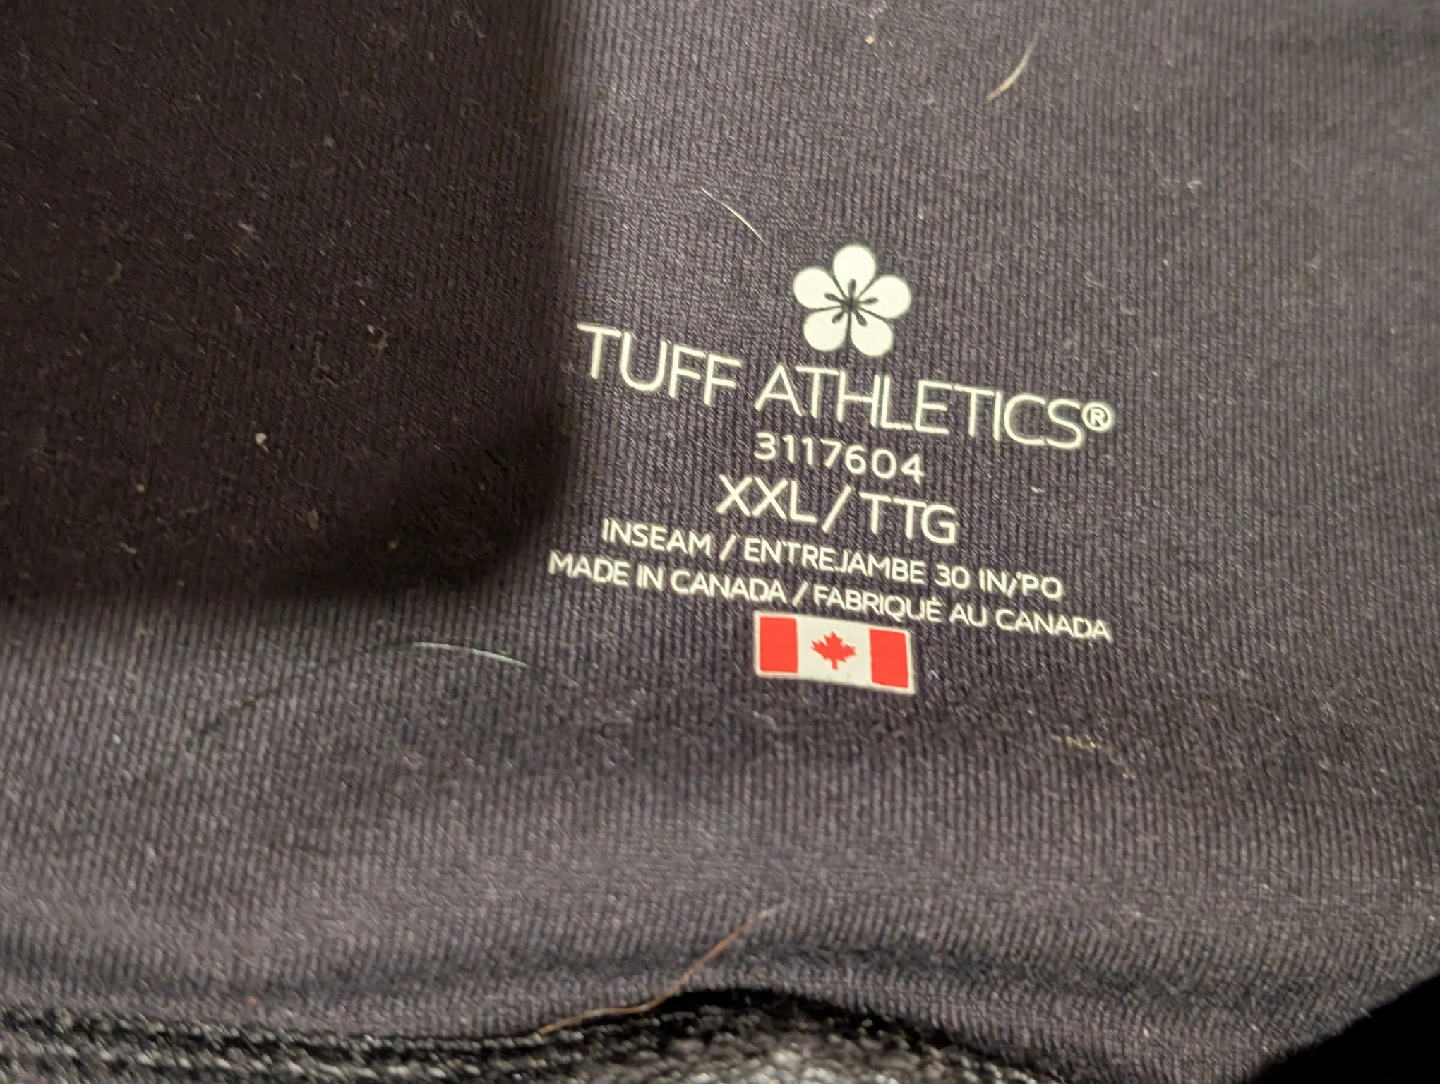 TUFF ATHLETICS®
3117604
XXL/TTG
INSEAM / ENTREJAMBE 30 IN/PO
MADE IN CANADA / FABRIQUÉ AU CANADA